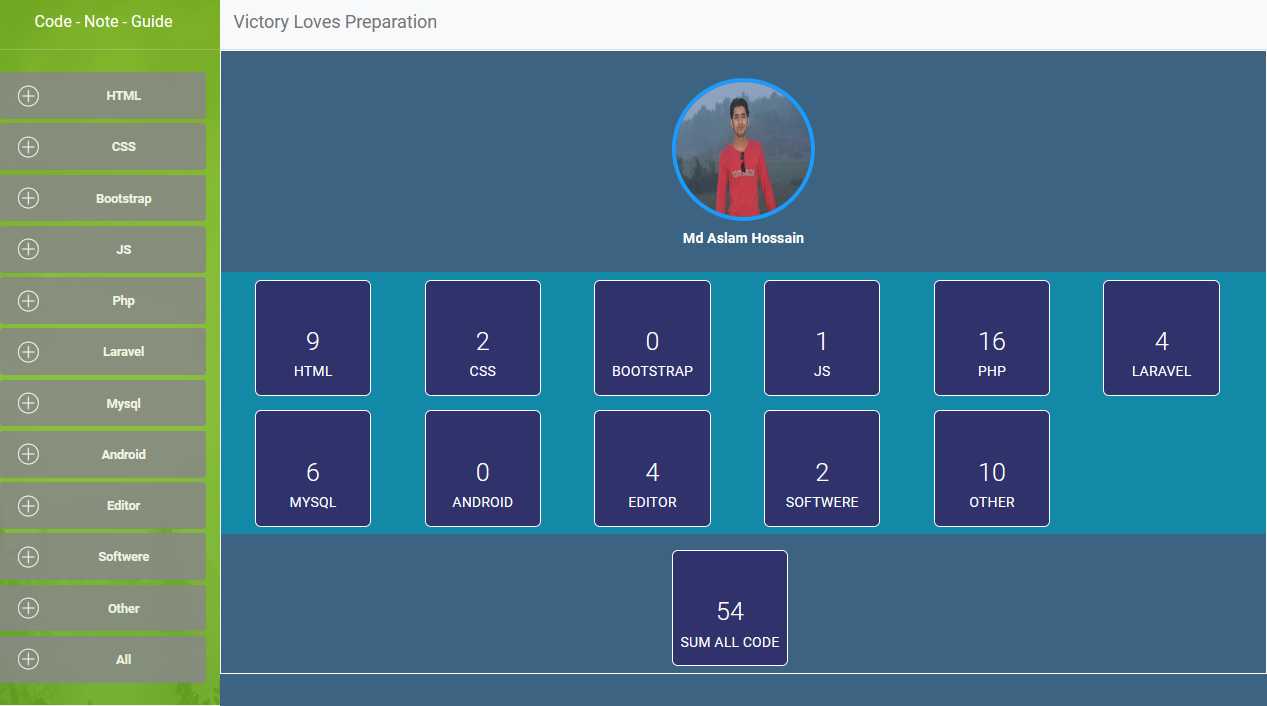 Code - Note - Guide
Victory Loves Preparation
HTML
CSS
Bootstrap
JS
Php
Laravel
Mysql
Android
Editor
Softwere
Other
All
Md Aslam Hossain
9
HTML
2
CSS
0
BOOTSTRAP
1
JS
16
PHP
4
LARAVEL
6
MYSQL
0
ANDROID
4
EDITOR
2
SOFTWERE
10
OTHER
54
SUM ALL CODE